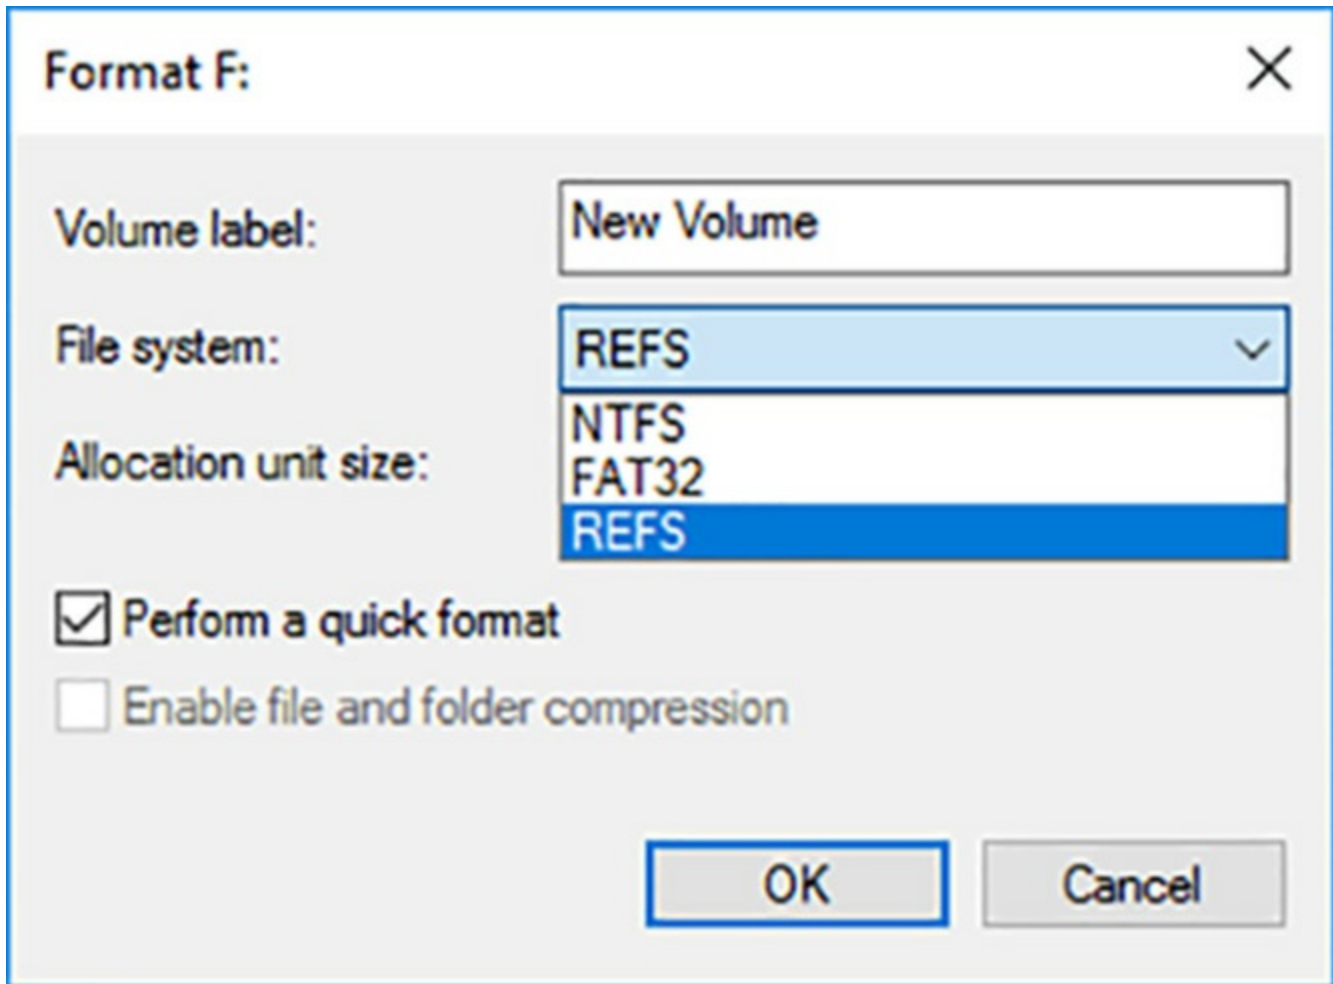 Format F:
Volume label:
New Volume
File system:
REFS
NTFS
FAT32
REFS
Allocation unit size:
Perform a quick format
Enable file and folder compression
OK
Cancel